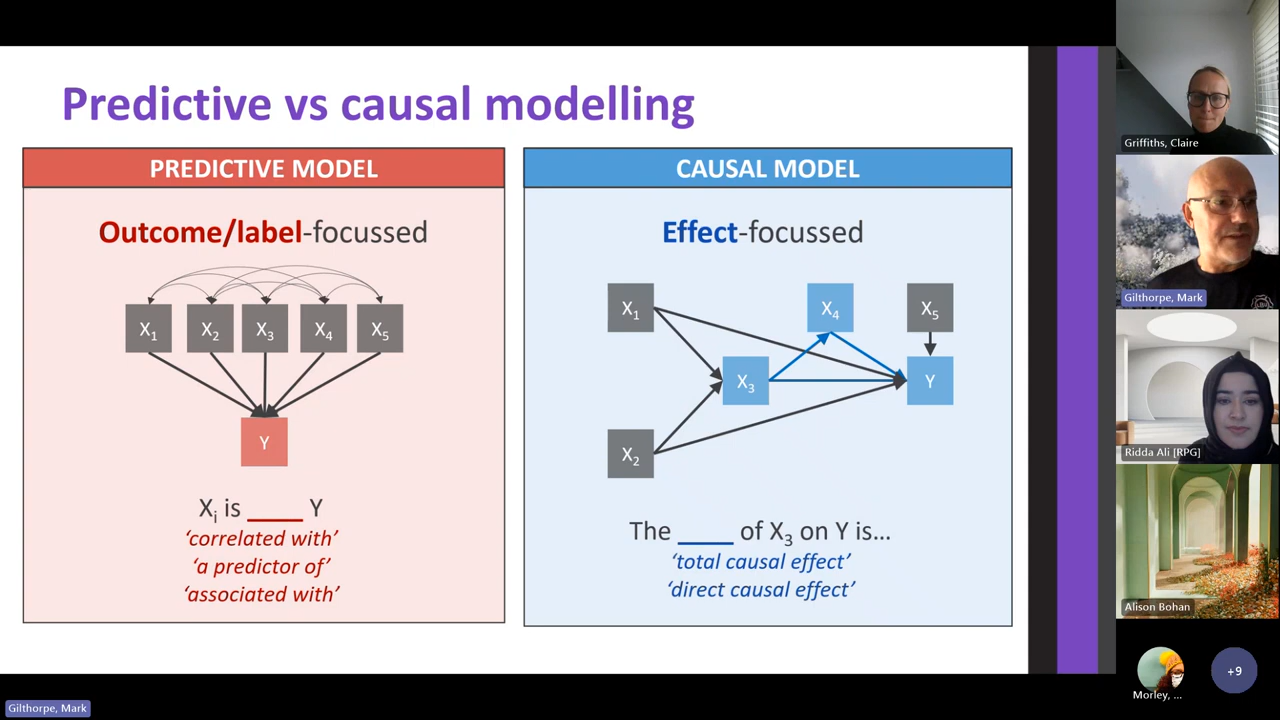 Predictive vs causal modelling
PREDICTIVE MODEL
Outcome/label-focussed
X₁ X₂ X₃ X₄ X₅
Y
Xᵢ is ____ Y
‘correlated with’
‘a predictor of’
‘associated with’
CAUSAL MODEL
Effect-focussed
X₁
X₄
X₅
X₃
Y
X₂
The ____ of X₃ on Y is...
‘total causal effect’
‘direct causal effect’
Griffiths, Claire
Gilthorpe, Mark
Ridda Ali [RPG]
Alison Bohan
Morley, ...
+9
Gilthorpe, Mark